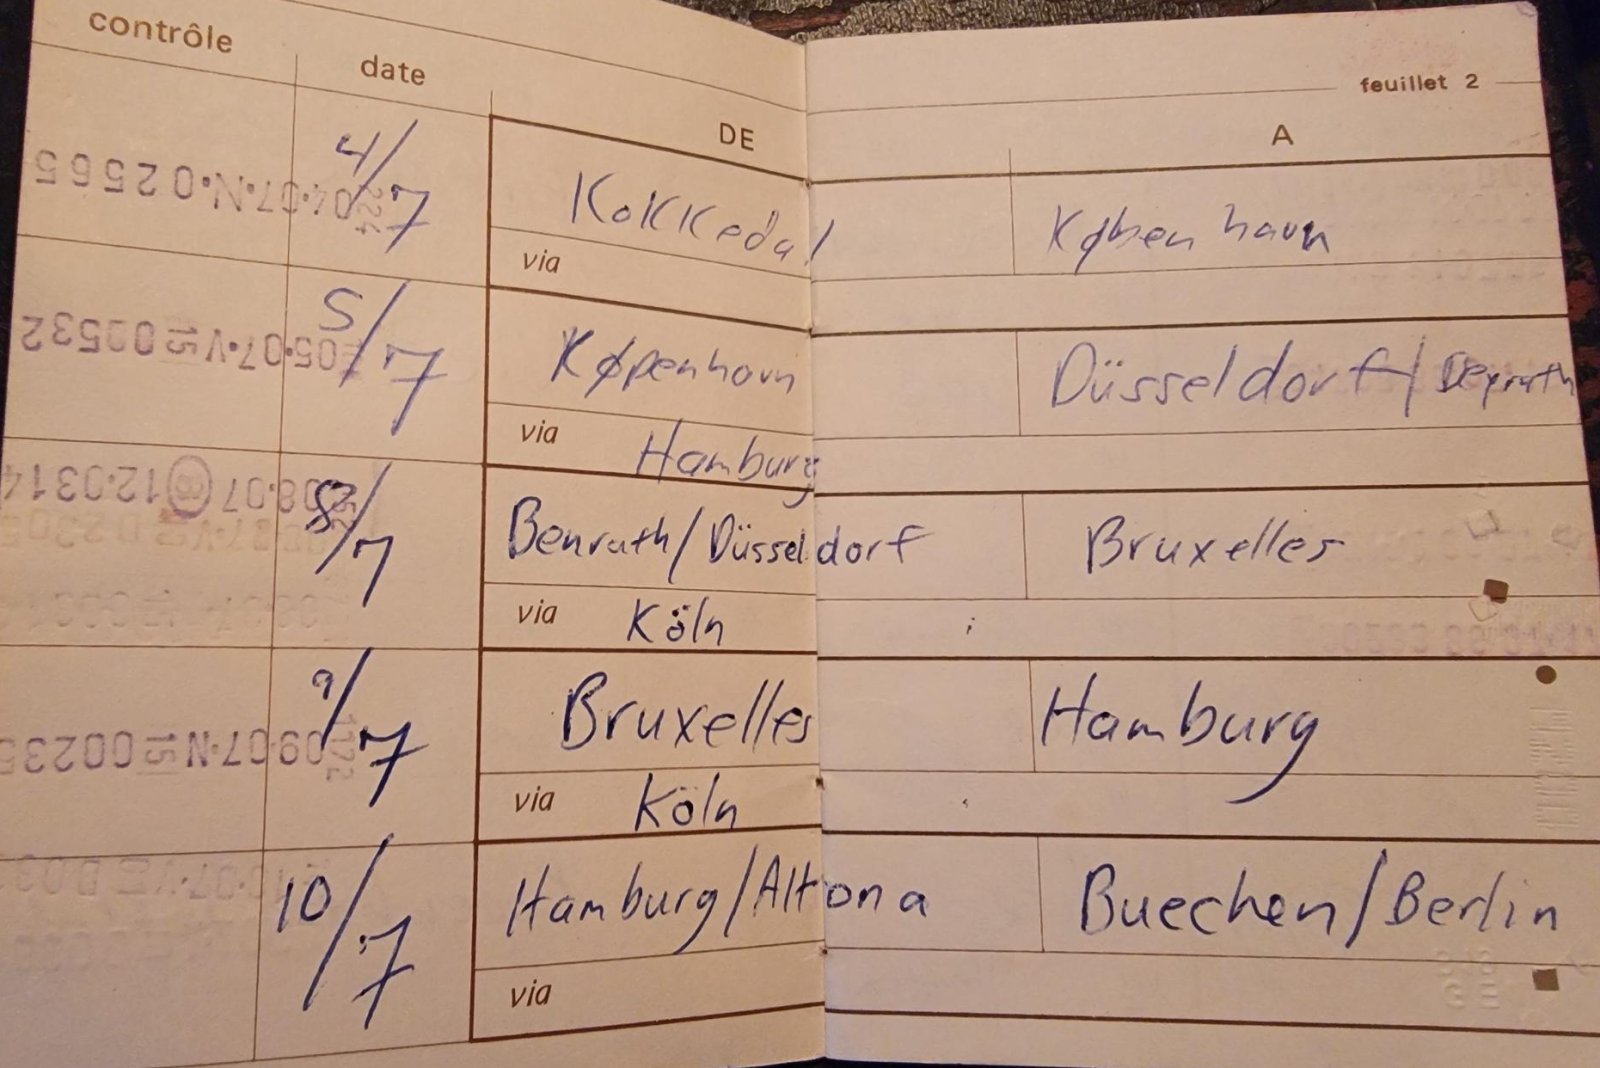 contrôle date feuillet 2
DE A
4/7 Kokkedal København
04·07·N·02565
via
5/7 København Düsseldorf/
05·07·V 15 00532
via Hamburg
8/7 Benrath/Düsseldorf Bruxelles
08·07 12·0314
via Köln
9/7 Bruxelles Hamburg
09·07·N 15 00235
via Köln
10/7 Hamburg/Altona Buechen/Berlin
via